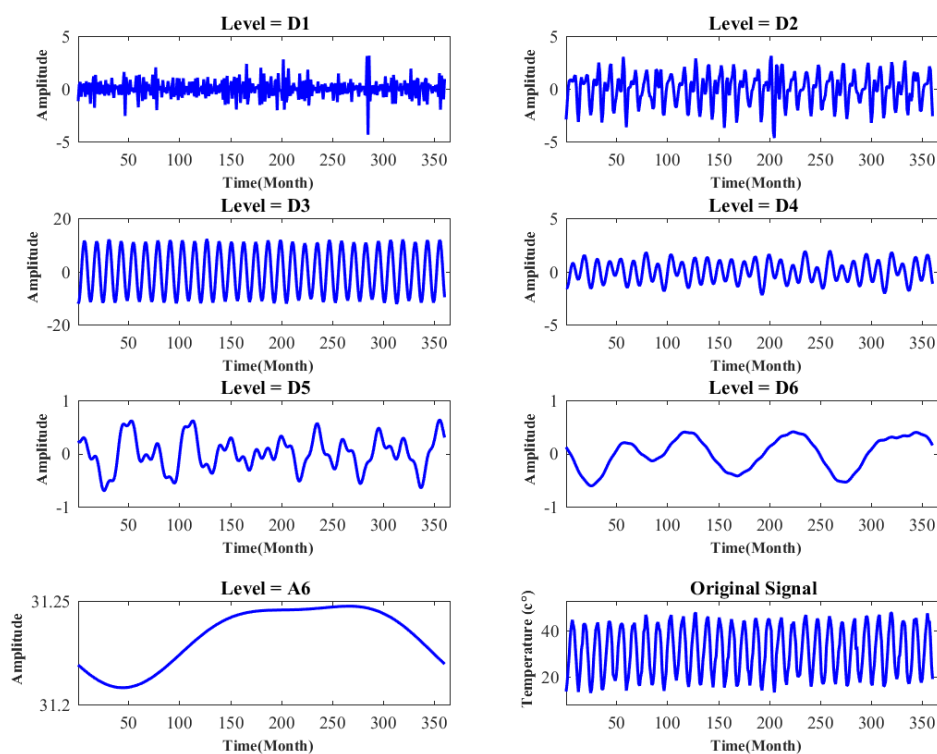 Level = D1
5
0
-5
Amplitude
50 100 150 200 250 300 350
Time(Month)
Level = D2
5
0
-5
Amplitude
50 100 150 200 250 300 350
Time(Month)
Level = D3
20
0
-20
Amplitude
50 100 150 200 250 300 350
Time(Month)
Level = D4
5
0
-5
Amplitude
50 100 150 200 250 300 350
Time(Month)
Level = D5
1
0
-1
Amplitude
50 100 150 200 250 300 350
Time(Month)
Level = D6
1
0
-1
Amplitude
50 100 150 200 250 300 350
Time(Month)
Level = A6
31.25
31.2
Amplitude
50 100 150 200 250 300 350
Time(Month)
Original Signal
40
20
Temperature (c°)
50 100 150 200 250 300 350
Time(Month)